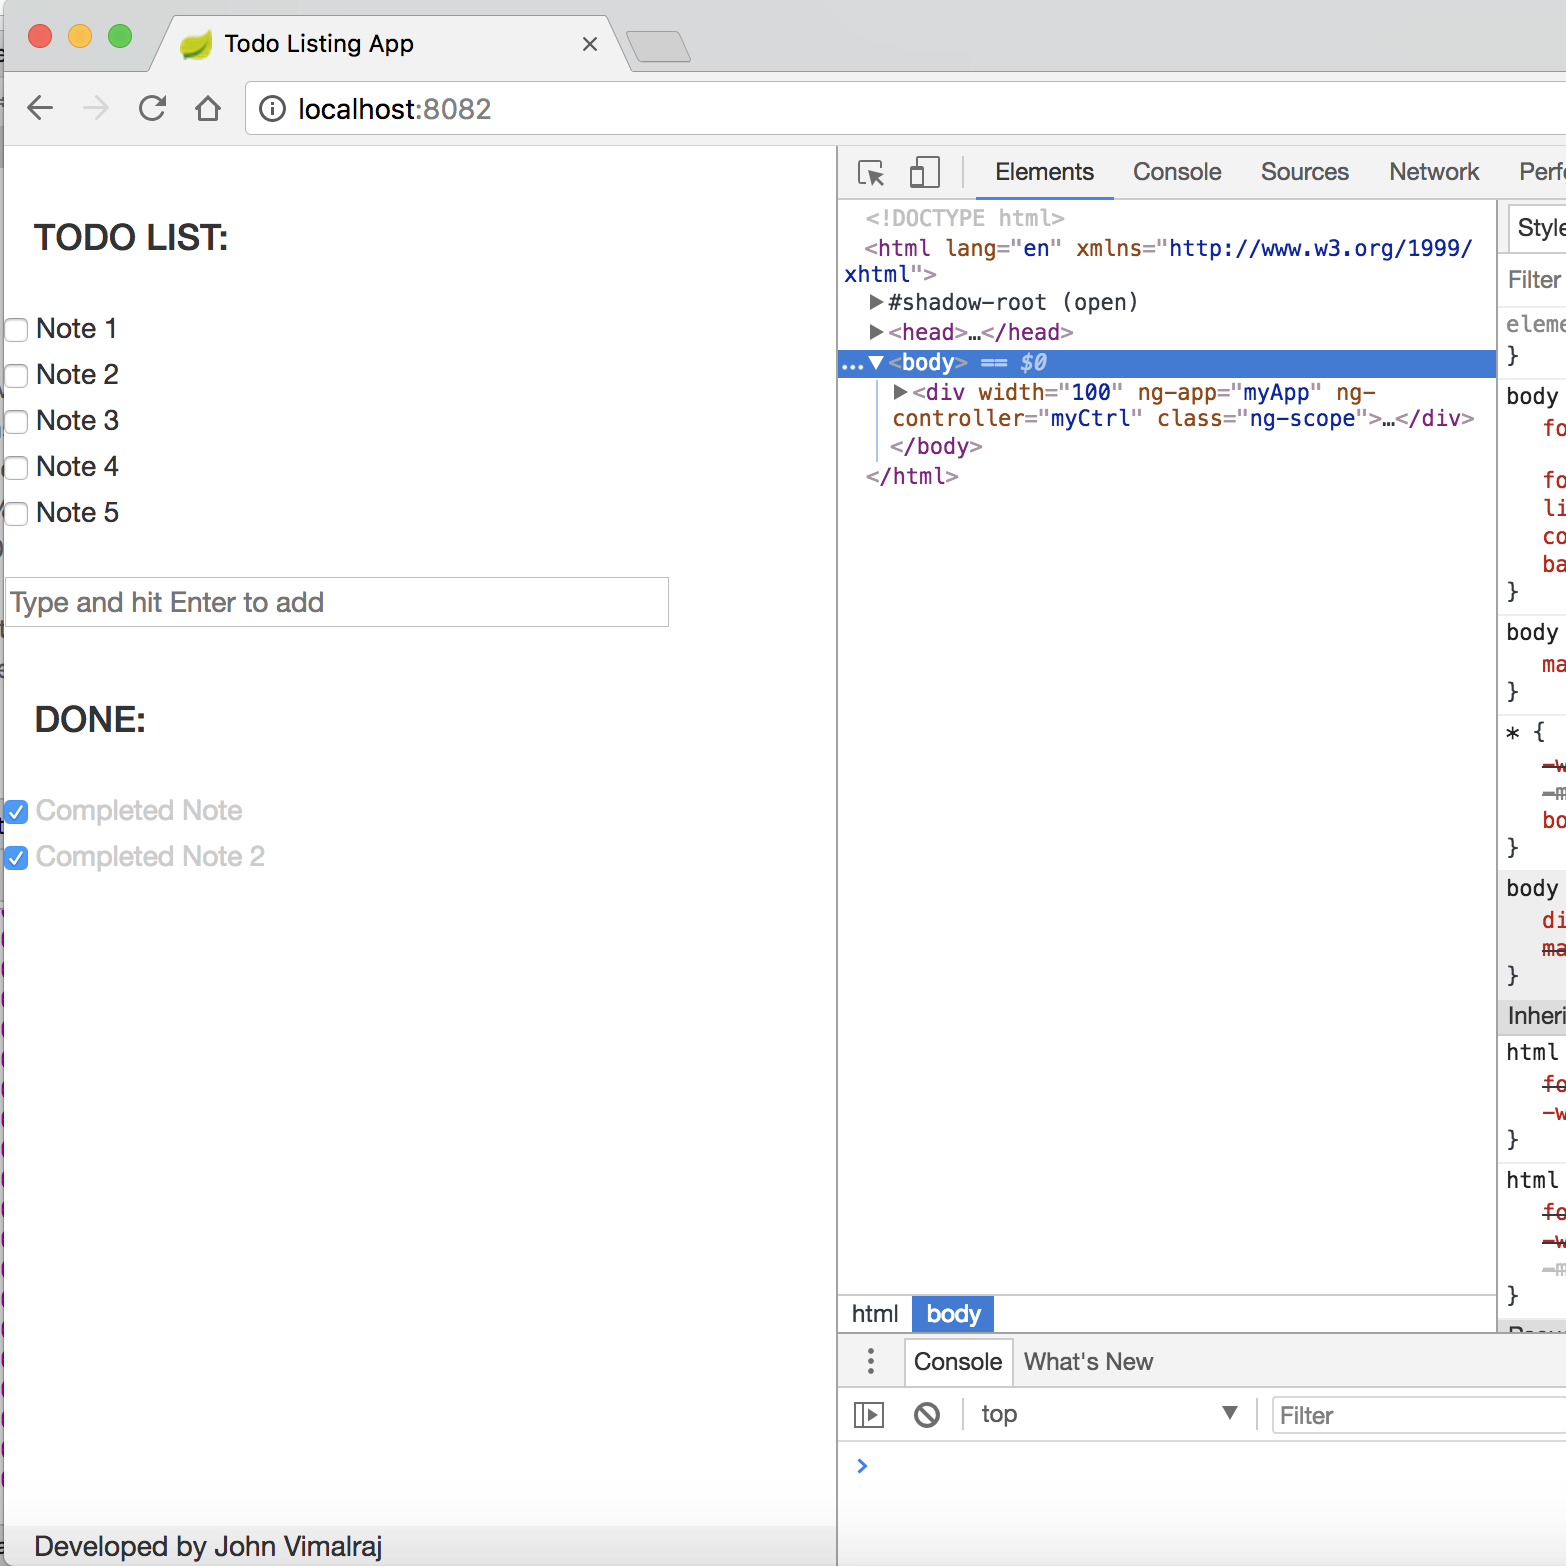 Todo Listing App
localhost:8082
TODO LIST:
Note 1
Note 2
Note 3
Note 4
Note 5
Type and hit Enter to add
DONE:
Completed Note
Completed Note 2
Developed by John Vimalraj
Elements Console Sources Network
<!DOCTYPE html>
<html lang="en" xmlns="http://www.w3.org/1999/
xhtml">
▶#shadow-root (open)
▶<head>…</head>
…▼<body> == $0
▶<div width="100" ng-app="myApp" ng-
controller="myCtrl" class="ng-scope">…</div>
</body>
</html>
html body
Console What's New
top Filter
>
Filter
}
body
}
body
}
* {
}
body
}
html
}
html
}